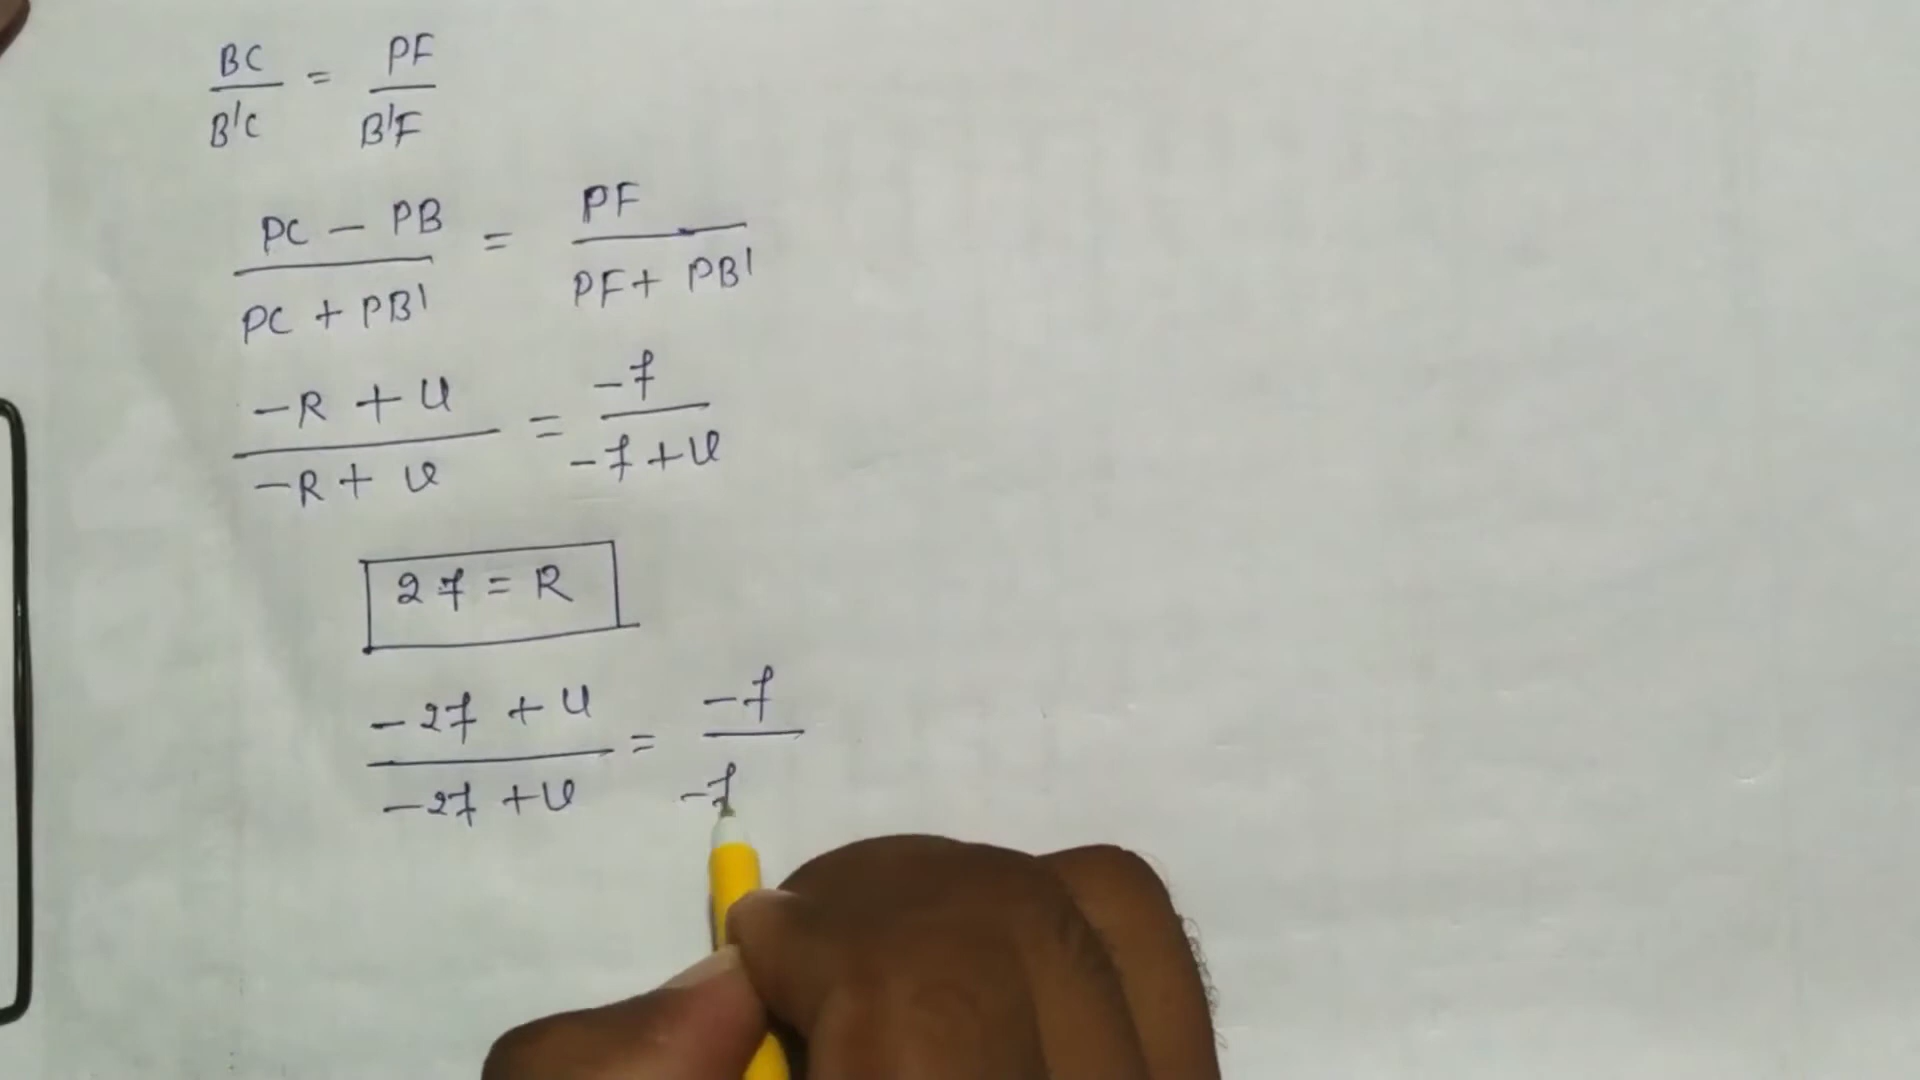 BC/B'C = PF/B'F
PC - PB/PC + PB' = PF/PF + PB'
-R + u/-R + v = -f/-f + v
2f = R
-2f + u/-2f + v = -f/-f